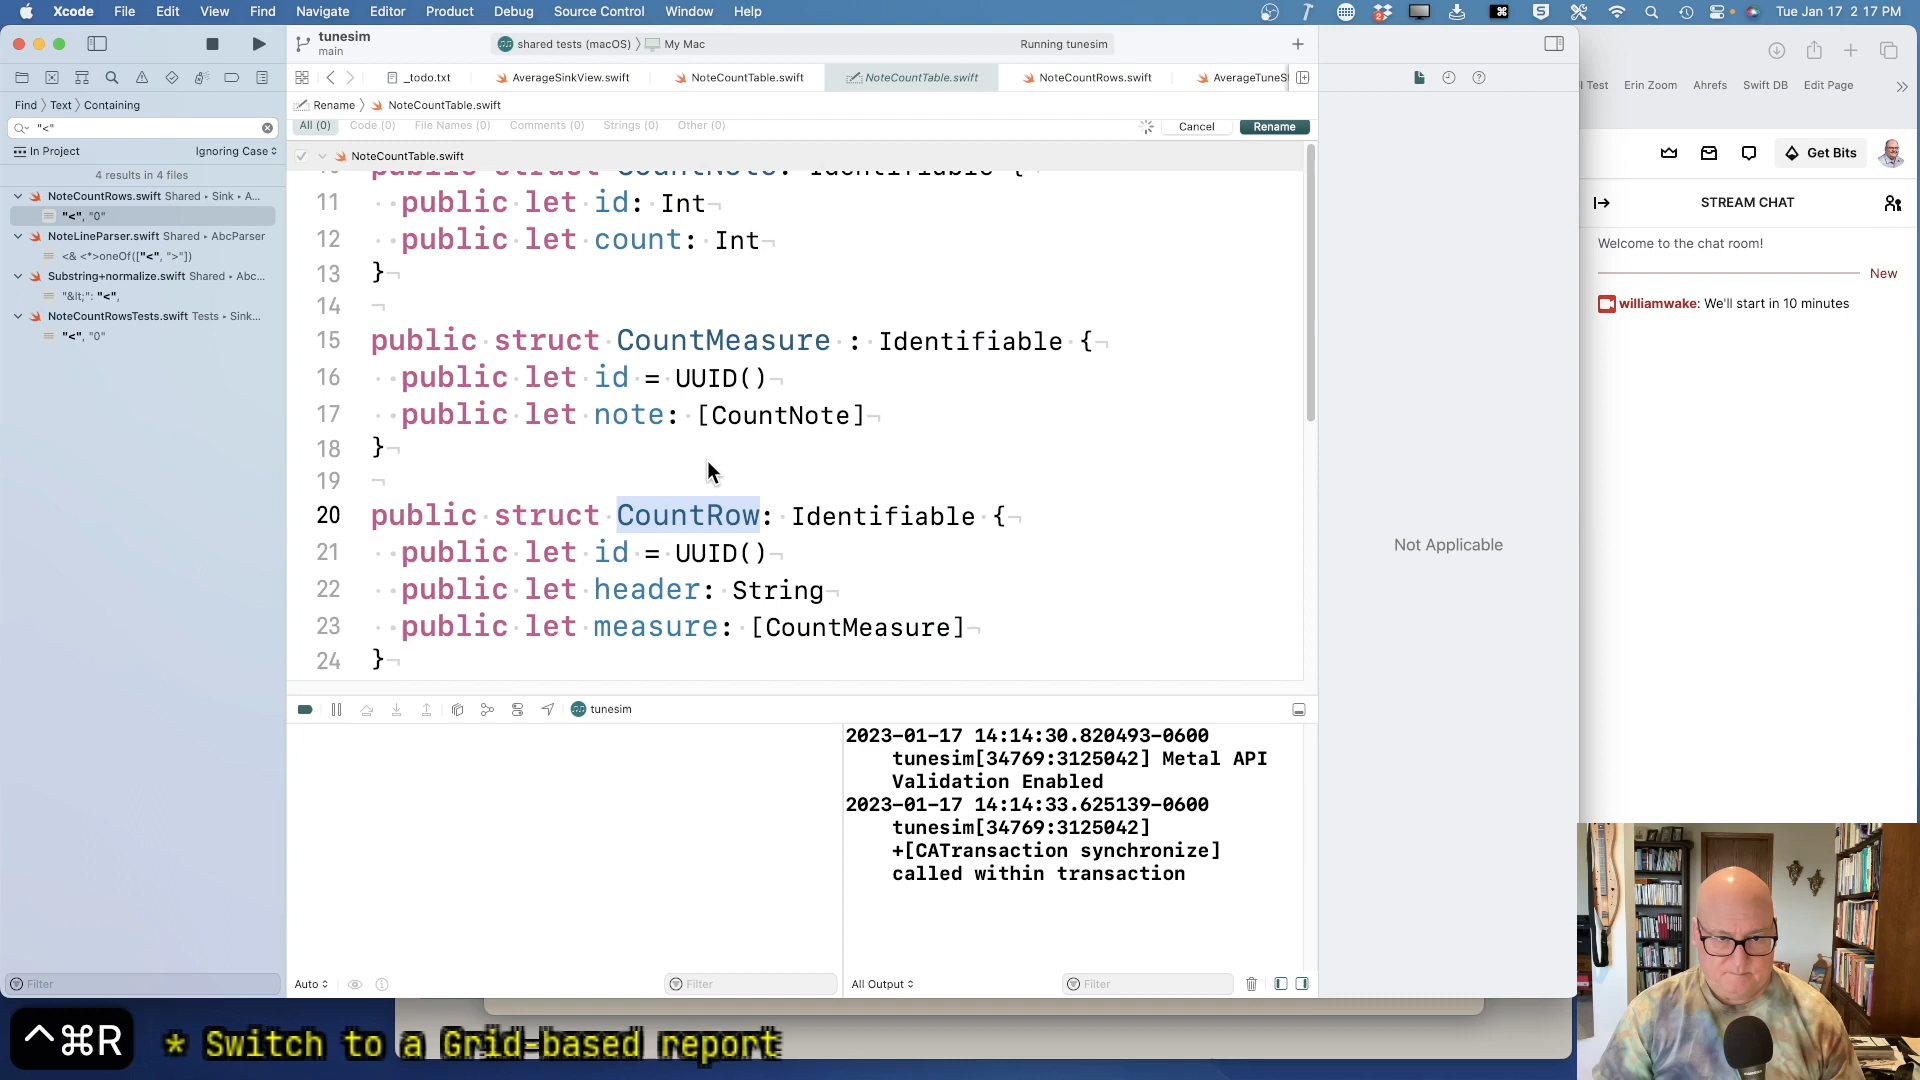 Xcode File Edit View Find Navigate Editor Product Debug Source Control Window Help
Tue Jan 17 2 17 PM
tunesim
main
shared tests (macOS) 〉 My Mac
Running tunesim
_todo.txt
AverageSinkView.swift
NoteCountTable.swift
NoteCountTable.swift
NoteCountRows.swift
AverageTuneS
Test Erin Zoom Ahrefs Swift DB Edit Page
Find 〉 Text 〉 Containing
"<"
In Project
Ignoring Case
4 results in 4 files
NoteCountRows.swift Shared ▸ Sink ▸ A...
"<", "0"
NoteLineParser.swift Shared ▸ AbcParser
<& <*>oneOf(["<", ">"])
Substring+normalize.swift Shared ▸ Abc...
"&lt;": "<",
NoteCountRowsTests.swift Tests ▸ Sink...
"<", "0"
Filter
Rename 〉 NoteCountTable.swift
All (0) Code (0) File Names (0) Comments (0) Strings (0) Other (0)
Cancel
Rename
NoteCountTable.swift
10 public struct CountNote: Identifiable {
11 public let id: Int
12 public let count: Int
13 }
14
15 public struct CountMeasure : Identifiable {
16 public let id = UUID()
17 public let note: [CountNote]
18 }
19
20 public struct CountRow: Identifiable {
21 public let id = UUID()
22 public let header: String
23 public let measure: [CountMeasure]
24 }
Not Applicable
tunesim
2023-01-17 14:14:30.820493-0600
tunesim[34769:3125042] Metal API
Validation Enabled
2023-01-17 14:14:33.625139-0600
tunesim[34769:3125042]
+[CATransaction synchronize]
called within transaction
Auto
Filter
All Output
Filter
Get Bits
STREAM CHAT
Welcome to the chat room!
New
williamwake: We'll start in 10 minutes
^⌘R
* Switch to a Grid-based report